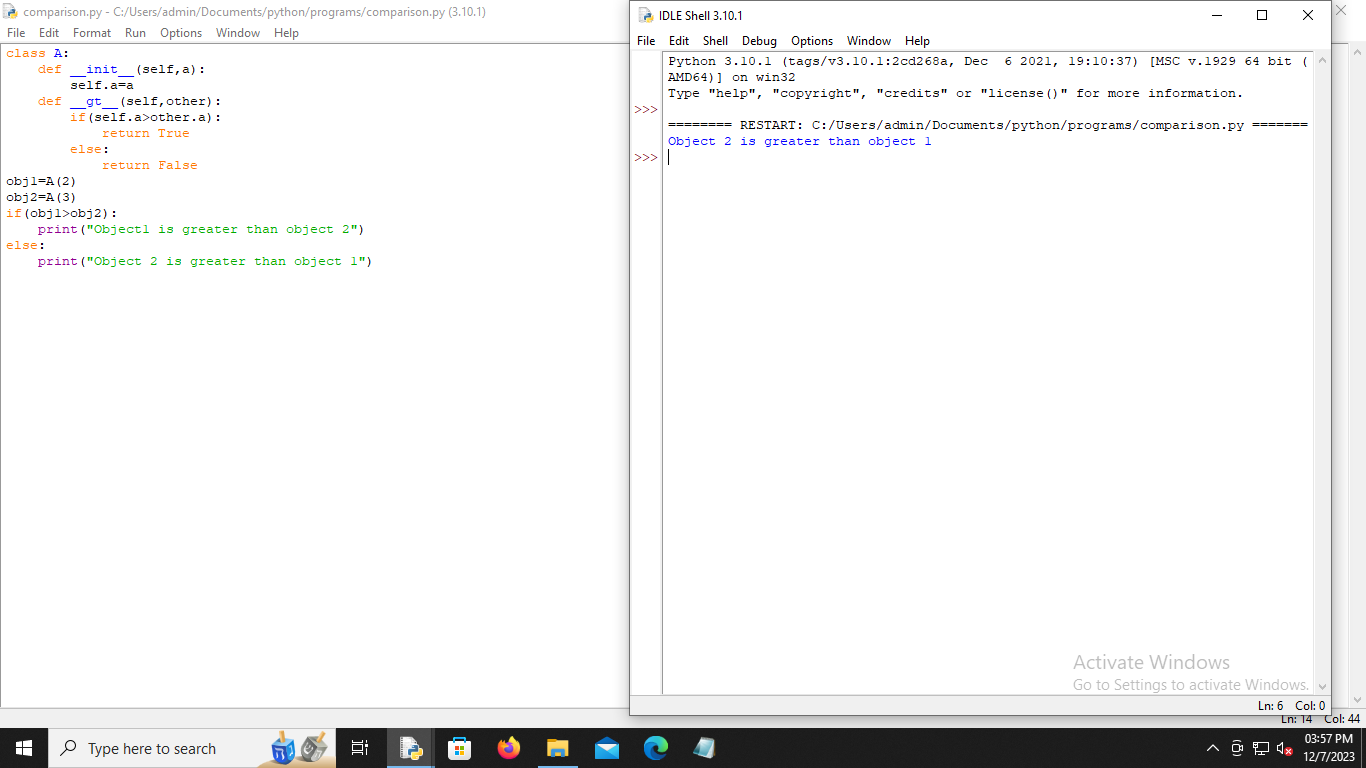 comparison.py - C:/Users/admin/Documents/python/programs/comparison.py (3.10.1)
File Edit Format Run Options Window Help
class A:
    def __init__(self,a):
        self.a=a
    def __gt__(self,other):
        if(self.a>other.a):
            return True
        else:
            return False
obj1=A(2)
obj2=A(3)
if(obj1>obj2):
    print("Object1 is greater than object 2")
else:
    print("Object 2 is greater than object 1")
Ln: 14 Col: 44
IDLE Shell 3.10.1
File Edit Shell Debug Options Window Help
Python 3.10.1 (tags/v3.10.1:2cd268a, Dec  6 2021, 19:10:37) [MSC v.1929 64 bit (
AMD64)] on win32
Type "help", "copyright", "credits" or "license()" for more information.
>>>
======== RESTART: C:/Users/admin/Documents/python/programs/comparison.py =======
Object 2 is greater than object 1
>>>
Activate Windows
Go to Settings to activate Windows.
Ln: 6 Col: 0
Type here to search
03:57 PM
12/7/2023